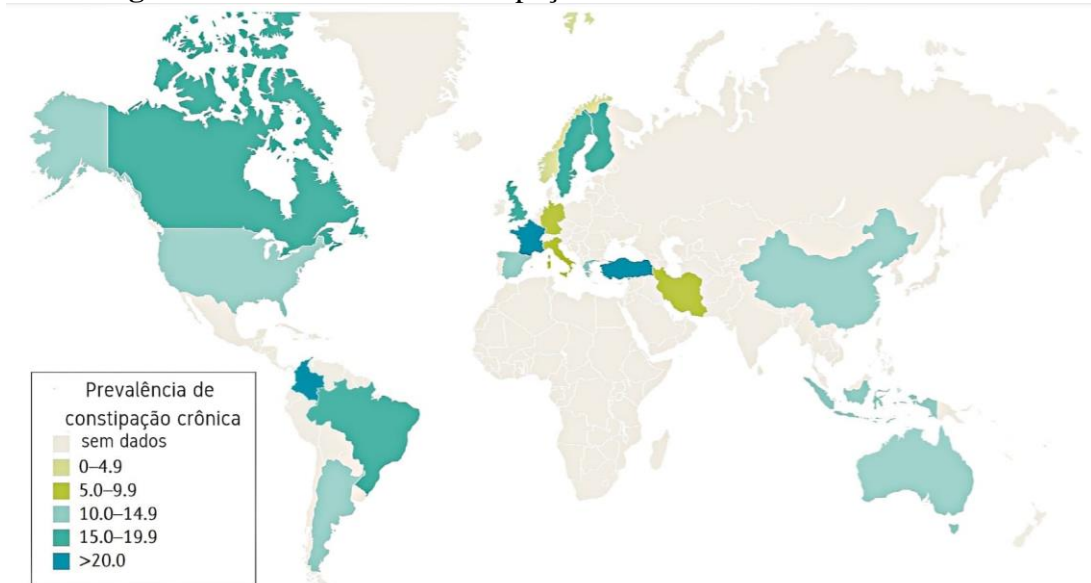 Prevalência de
constipação crônica
sem dados
0–4.9
5.0–9.9
10.0–14.9
15.0–19.9
>20.0